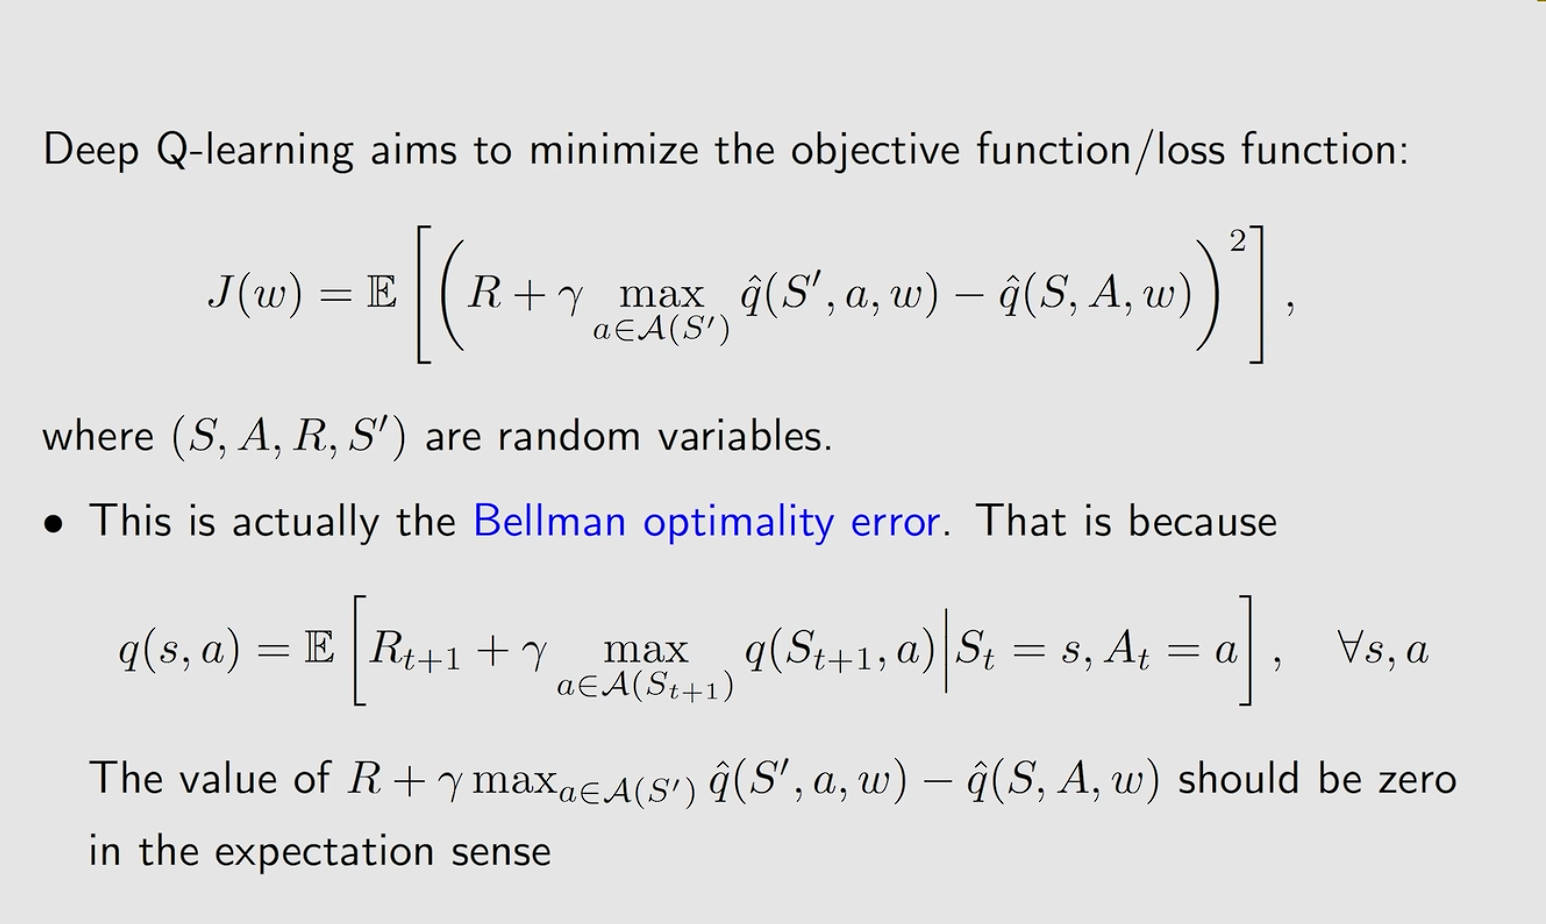 Deep Q-learning aims to minimize the objective function/loss function:
$J(w) = \mathbb{E}\left[\left(R + \gamma \max_{a \in \mathcal{A}(S')} \hat{q}(S', a, w) - \hat{q}(S, A, w)\right)^2\right],$
where $(S, A, R, S')$ are random variables.
• This is actually the Bellman optimality error. That is because
$q(s, a) = \mathbb{E}\left[R_{t+1} + \gamma \max_{a \in \mathcal{A}(S_{t+1})} q(S_{t+1}, a) \middle| S_t = s, A_t = a\right], \quad \forall s, a$
The value of $R + \gamma \max_{a \in \mathcal{A}(S')} \hat{q}(S', a, w) - \hat{q}(S, A, w)$ should be zero
in the expectation sense